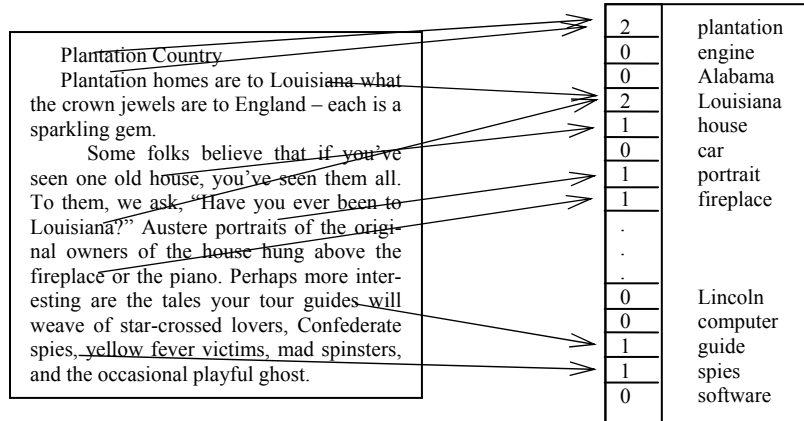 Plantation Country
Plantation homes are to Louisiana what
the crown jewels are to England – each is a
sparkling gem.
Some folks believe that if you've
seen one old house, you've seen them all.
To them, we ask, “Have you ever been to
Louisiana?” Austere portraits of the origi-
nal owners of the house hung above the
fireplace or the piano. Perhaps more inter-
esting are the tales your tour guides will
weave of star-crossed lovers, Confederate
spies, yellow fever victims, mad spinsters,
and the occasional playful ghost.
2 plantation
0 engine
0 Alabama
2 Louisiana
1 house
0 car
1 portrait
1 fireplace
.
.
.
0 Lincoln
0 computer
1 guide
1 spies
0 software